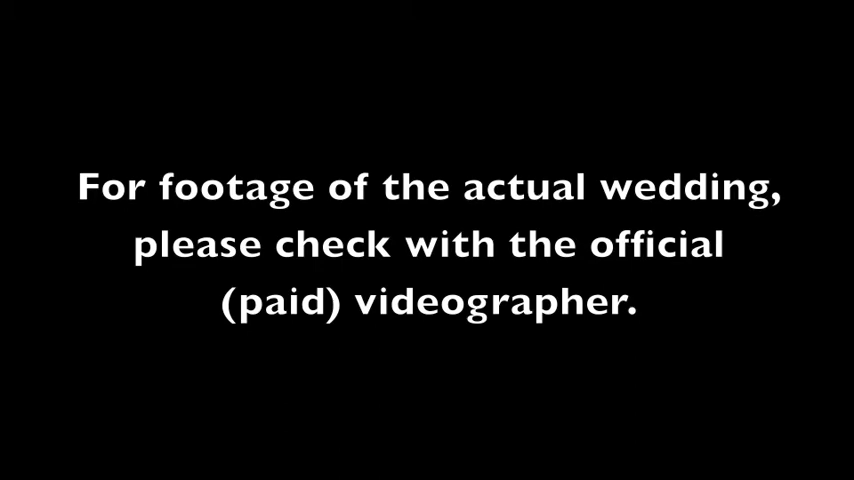 For footage of the actual wedding,
please check with the official
(paid) videographer.